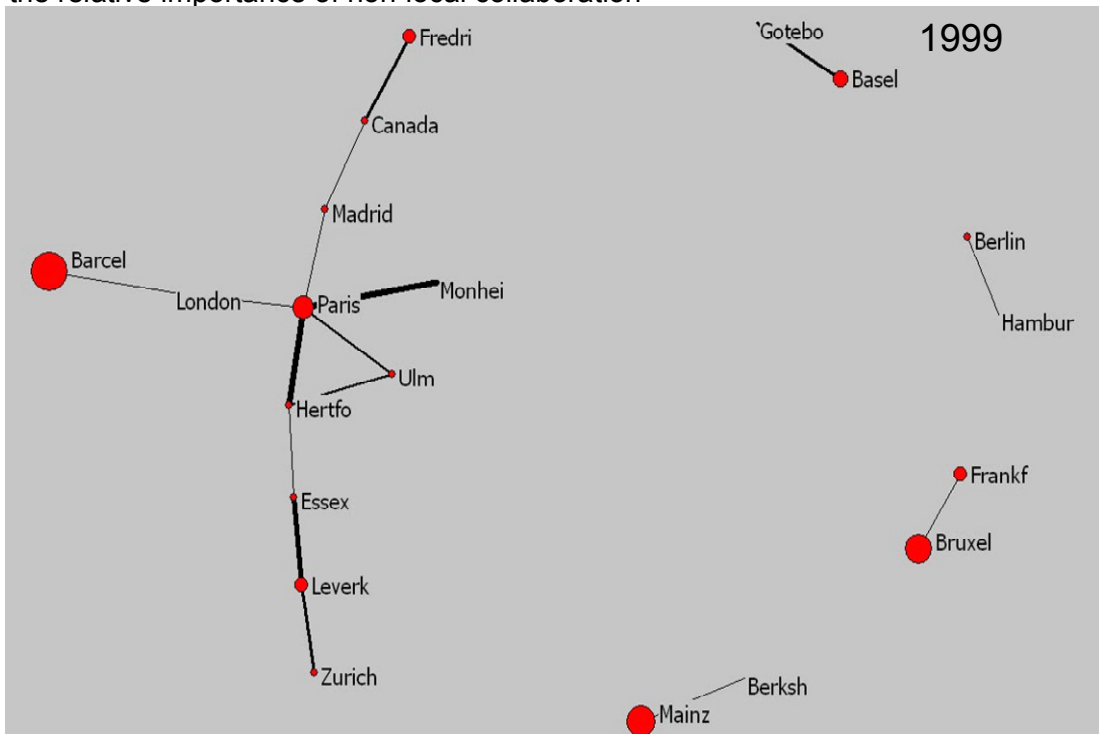 the relative importance of non-local collaboration
1999
Gotebo
Fredri
Basel
Canada
Madrid
Berlin
Barcel
Monhei
London
Paris
Hambur
Ulm
Hertfo
Frankf
Essex
Bruxel
Leverk
Zurich
Berksh
Mainz